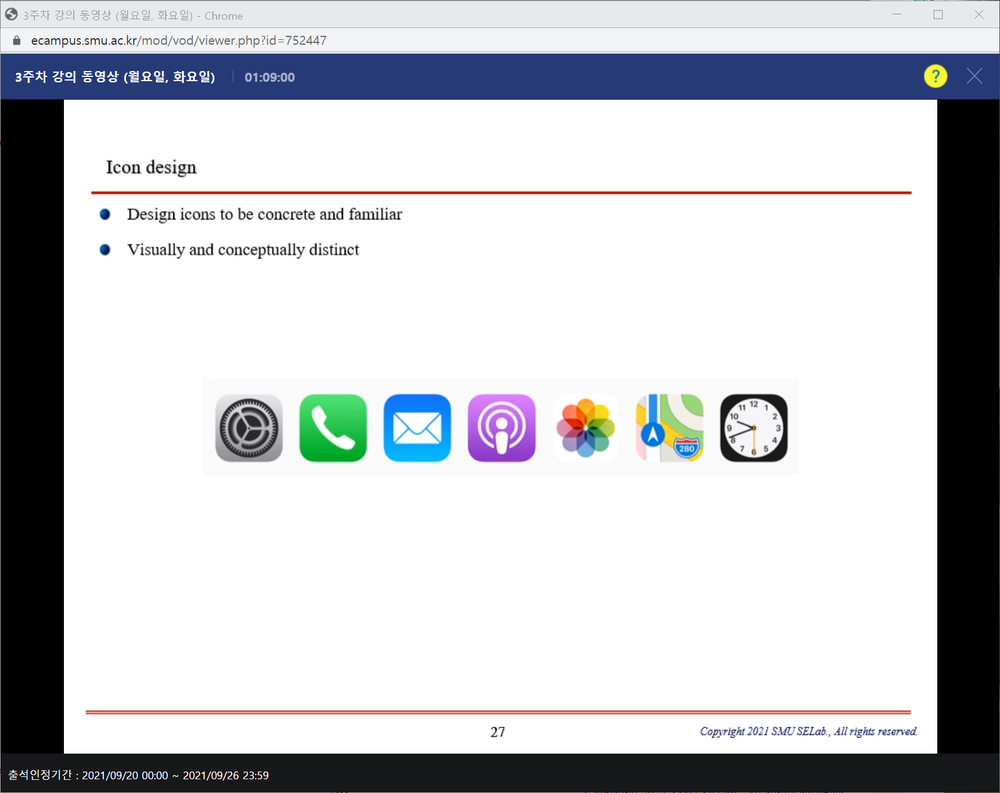 3주차 강의 동영상 (월요일, 화요일) - Chrome
ecampus.smu.ac.kr/mod/vod/viewer.php?id=752447
3주차 강의 동영상 (월요일, 화요일) 01:09:00 ?
Icon design
Design icons to be concrete and familiar
Visually and conceptually distinct
280
12 1 2 3 4 5 6 7 8 9 10 11
27
Copyright 2021 SMU SELab., All rights reserved.
출석인정기간 : 2021/09/20 00:00 ~ 2021/09/26 23:59